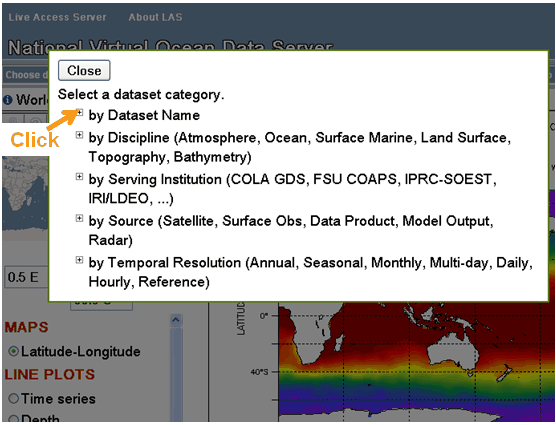 Live Access Server About LAS
National Virtual Ocean Data Server
Choose d
Close
Select a dataset category.
by Dataset Name
Click
by Discipline (Atmosphere, Ocean, Surface Marine, Land Surface,
Topography, Bathymetry)
by Serving Institution (COLA GDS, FSU COAPS, IPRC-SOEST,
IRI/LDEO, ...)
by Source (Satellite, Surface Obs, Data Product, Model Output,
Radar)
by Temporal Resolution (Annual, Seasonal, Monthly, Multi-day, Daily,
Hourly, Reference)
Worl
0.5 E
MAPS
Latitude-Longitude
LINE PLOTS
Time series
Depth
LATITUDE
0°
40°S